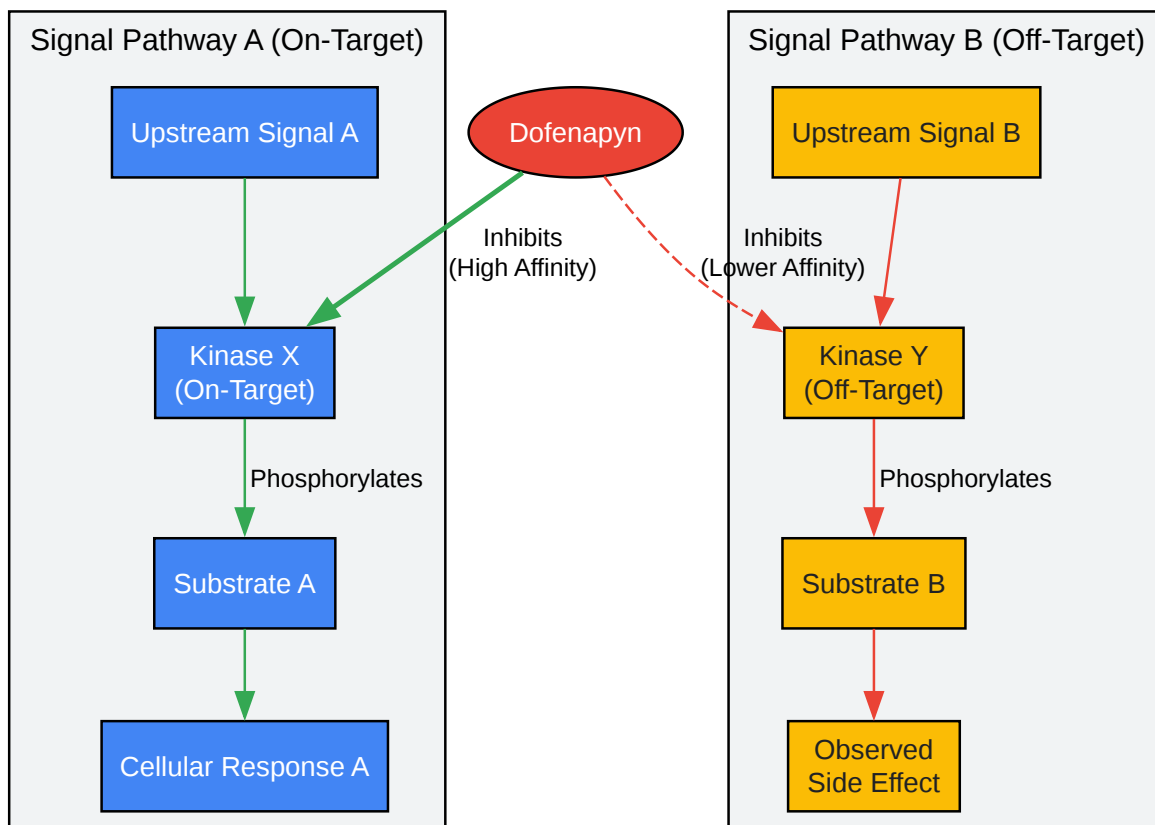 Signal Pathway A (On-Target)
Signal Pathway B (Off-Target)
Upstream Signal A
Dofenapyn
Upstream Signal B
Inhibits
(High Affinity)
Inhibits
(Lower Affinity)
Kinase X
(On-Target)
Kinase Y
(Off-Target)
Phosphorylates
Phosphorylates
Substrate A
Substrate B
Cellular Response A
Observed
Side Effect